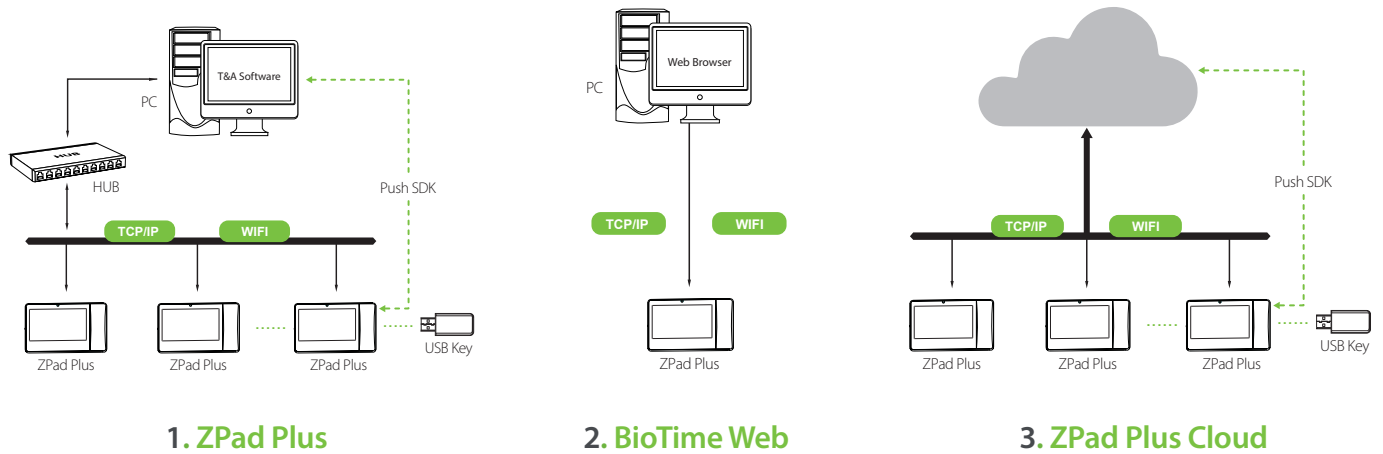 T&A Software
PC
HUB
HUB
Push SDK
TCP/IP
WIFI
USB Key
ZPad Plus
ZPad Plus
ZPad Plus
1. ZPad Plus
Web Browser
PC
TCP/IP
WIFI
ZPad Plus
2. BioTime Web
Push SDK
TCP/IP
WIFI
USB Key
ZPad Plus
ZPad Plus
ZPad Plus
3. ZPad Plus Cloud